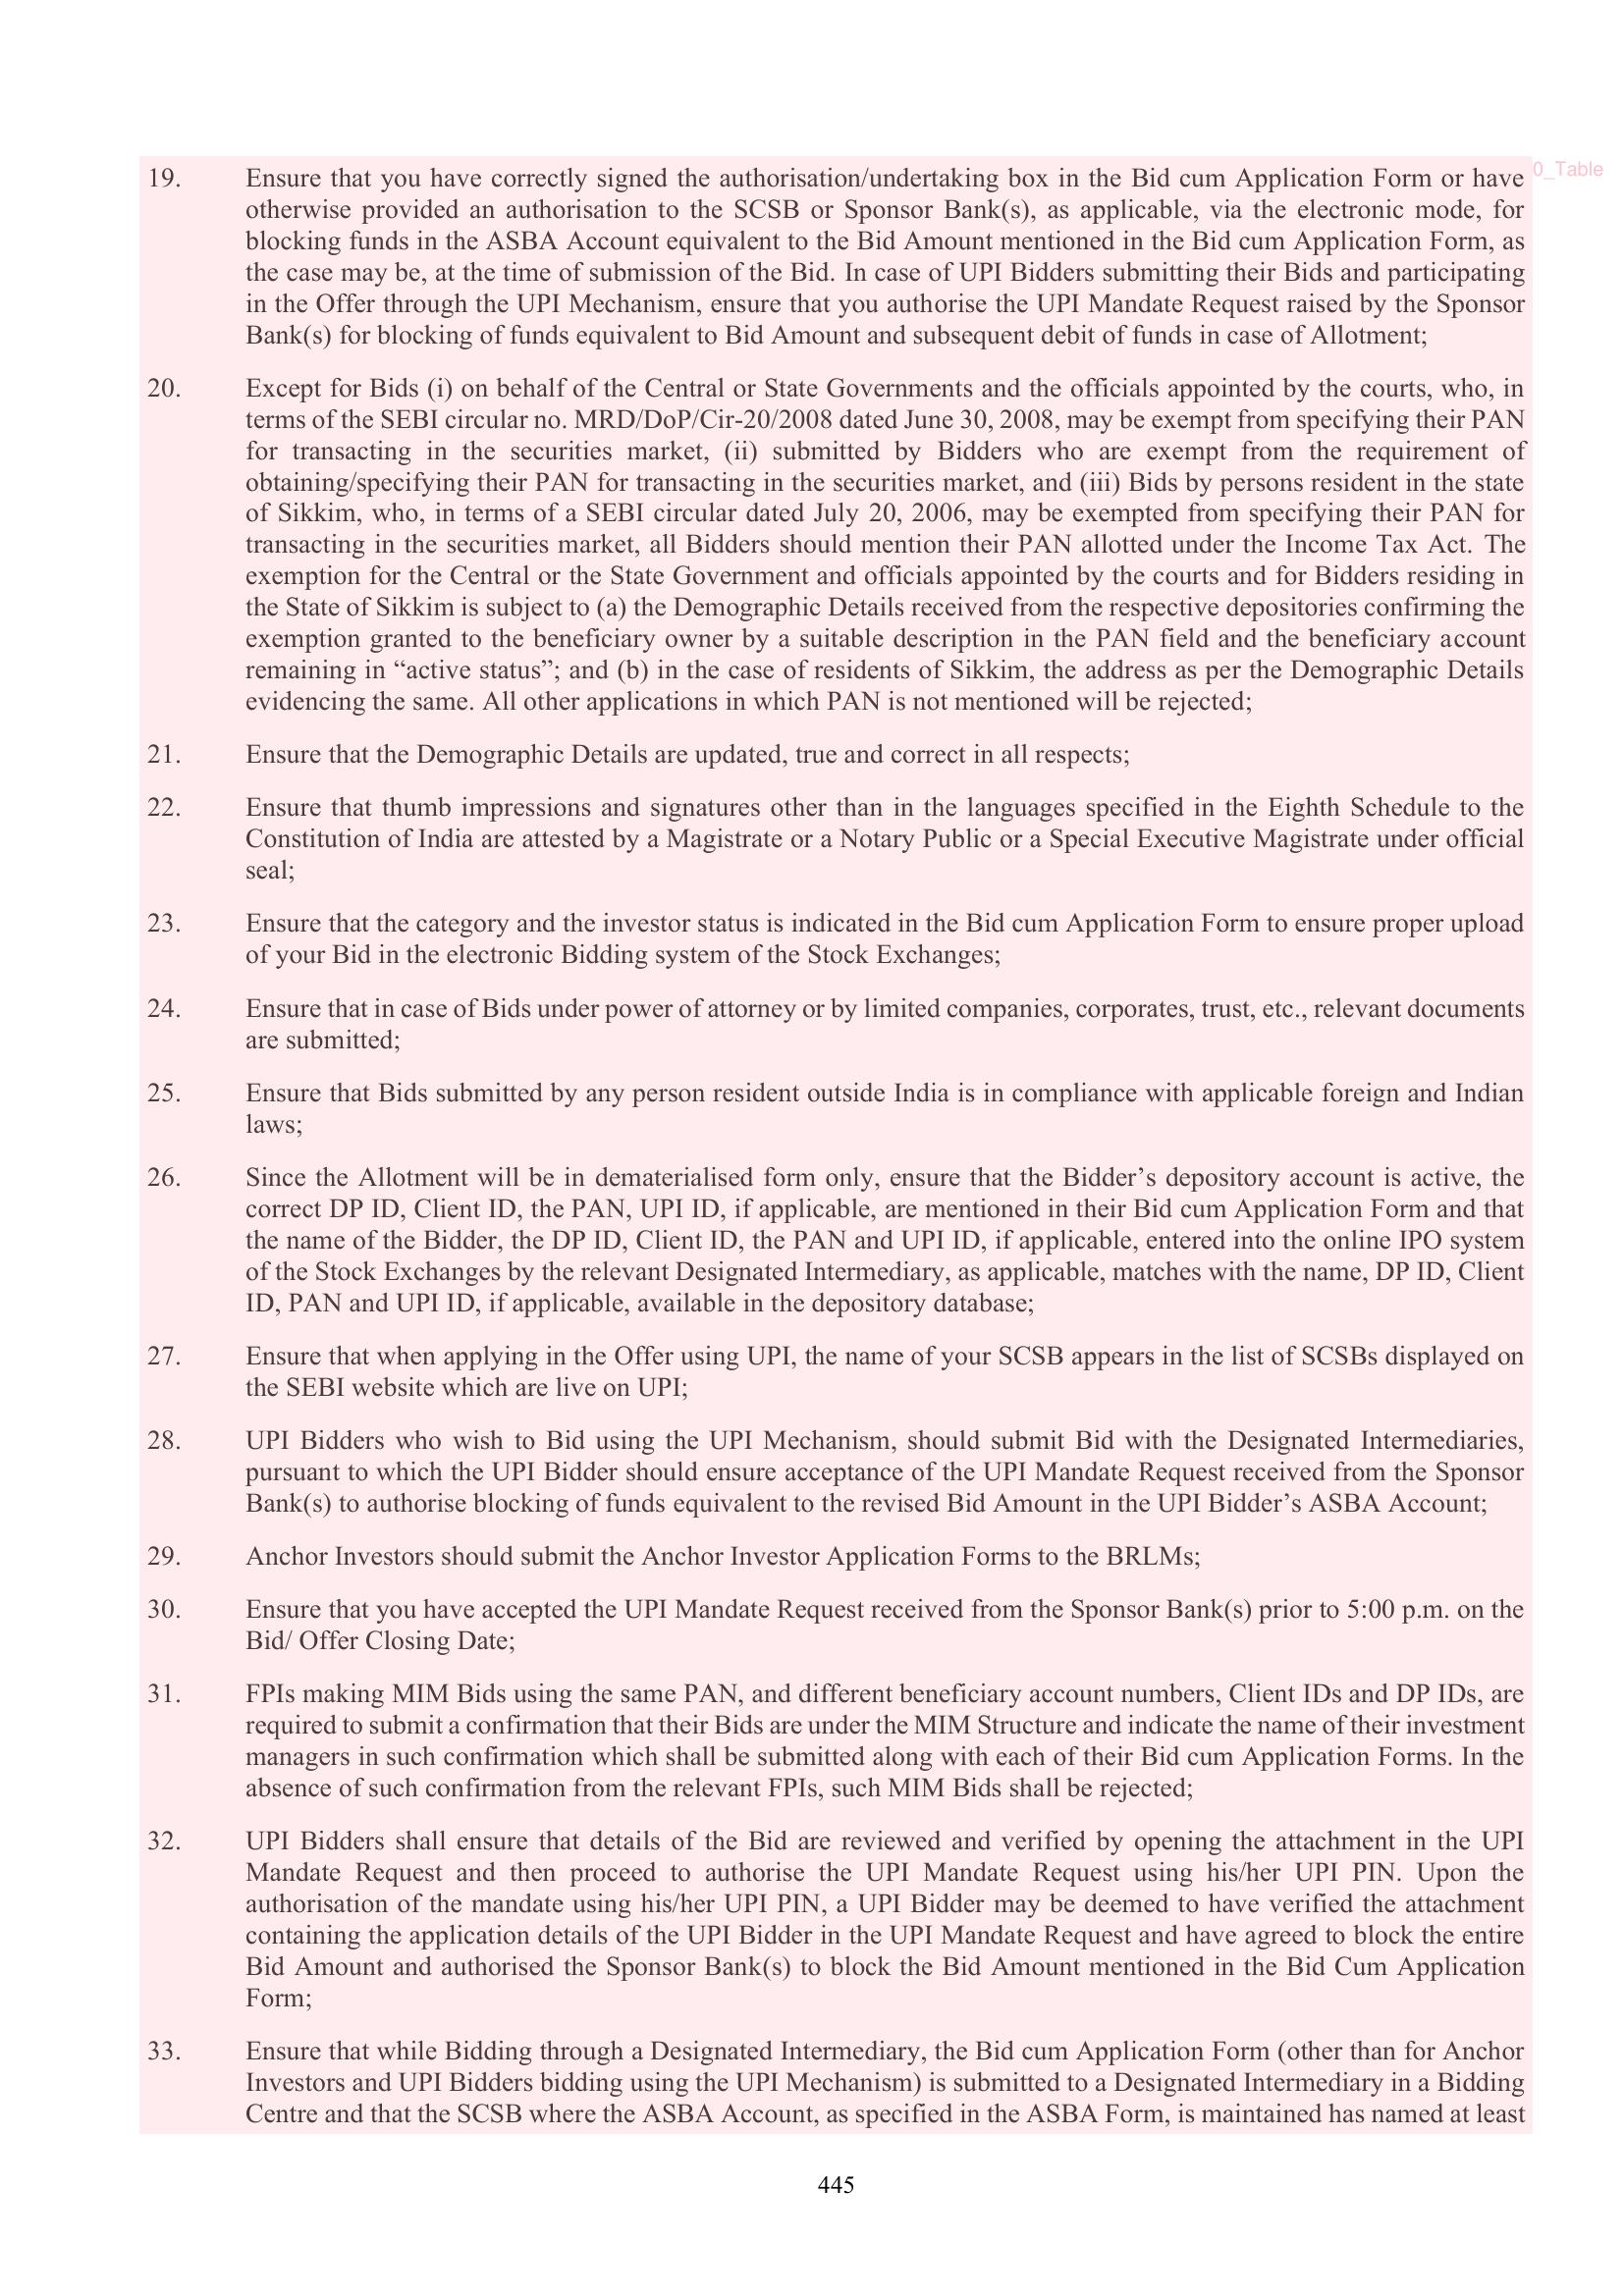 0_Table
19. Ensure that you have correctly signed the authorisation/undertaking box in the Bid cum Application Form or have
otherwise provided an authorisation to the SCSB or Sponsor Bank(s), as applicable, via the electronic mode, for
blocking funds in the ASBA Account equivalent to the Bid Amount mentioned in the Bid cum Application Form, as
the case may be, at the time of submission of the Bid. In case of UPI Bidders submitting their Bids and participating
in the Offer through the UPI Mechanism, ensure that you authorise the UPI Mandate Request raised by the Sponsor
Bank(s) for blocking of funds equivalent to Bid Amount and subsequent debit of funds in case of Allotment;
20. Except for Bids (i) on behalf of the Central or State Governments and the officials appointed by the courts, who, in
terms of the SEBI circular no. MRD/DoP/Cir-20/2008 dated June 30, 2008, may be exempt from specifying their PAN
for transacting in the securities market, (ii) submitted by Bidders who are exempt from the requirement of
obtaining/specifying their PAN for transacting in the securities market, and (iii) Bids by persons resident in the state
of Sikkim, who, in terms of a SEBI circular dated July 20, 2006, may be exempted from specifying their PAN for
transacting in the securities market, all Bidders should mention their PAN allotted under the Income Tax Act. The
exemption for the Central or the State Government and officials appointed by the courts and for Bidders residing in
the State of Sikkim is subject to (a) the Demographic Details received from the respective depositories confirming the
exemption granted to the beneficiary owner by a suitable description in the PAN field and the beneficiary account
remaining in “active status”; and (b) in the case of residents of Sikkim, the address as per the Demographic Details
evidencing the same. All other applications in which PAN is not mentioned will be rejected;
21. Ensure that the Demographic Details are updated, true and correct in all respects;
22. Ensure that thumb impressions and signatures other than in the languages specified in the Eighth Schedule to the
Constitution of India are attested by a Magistrate or a Notary Public or a Special Executive Magistrate under official
seal;
23. Ensure that the category and the investor status is indicated in the Bid cum Application Form to ensure proper upload
of your Bid in the electronic Bidding system of the Stock Exchanges;
24. Ensure that in case of Bids under power of attorney or by limited companies, corporates, trust, etc., relevant documents
are submitted;
25. Ensure that Bids submitted by any person resident outside India is in compliance with applicable foreign and Indian
laws;
26. Since the Allotment will be in dematerialised form only, ensure that the Bidder’s depository account is active, the
correct DP ID, Client ID, the PAN, UPI ID, if applicable, are mentioned in their Bid cum Application Form and that
the name of the Bidder, the DP ID, Client ID, the PAN and UPI ID, if applicable, entered into the online IPO system
of the Stock Exchanges by the relevant Designated Intermediary, as applicable, matches with the name, DP ID, Client
ID, PAN and UPI ID, if applicable, available in the depository database;
27. Ensure that when applying in the Offer using UPI, the name of your SCSB appears in the list of SCSBs displayed on
the SEBI website which are live on UPI;
28. UPI Bidders who wish to Bid using the UPI Mechanism, should submit Bid with the Designated Intermediaries,
pursuant to which the UPI Bidder should ensure acceptance of the UPI Mandate Request received from the Sponsor
Bank(s) to authorise blocking of funds equivalent to the revised Bid Amount in the UPI Bidder’s ASBA Account;
29. Anchor Investors should submit the Anchor Investor Application Forms to the BRLMs;
30. Ensure that you have accepted the UPI Mandate Request received from the Sponsor Bank(s) prior to 5:00 p.m. on the
Bid/ Offer Closing Date;
31. FPIs making MIM Bids using the same PAN, and different beneficiary account numbers, Client IDs and DP IDs, are
required to submit a confirmation that their Bids are under the MIM Structure and indicate the name of their investment
managers in such confirmation which shall be submitted along with each of their Bid cum Application Forms. In the
absence of such confirmation from the relevant FPIs, such MIM Bids shall be rejected;
32. UPI Bidders shall ensure that details of the Bid are reviewed and verified by opening the attachment in the UPI
Mandate Request and then proceed to authorise the UPI Mandate Request using his/her UPI PIN. Upon the
authorisation of the mandate using his/her UPI PIN, a UPI Bidder may be deemed to have verified the attachment
containing the application details of the UPI Bidder in the UPI Mandate Request and have agreed to block the entire
Bid Amount and authorised the Sponsor Bank(s) to block the Bid Amount mentioned in the Bid Cum Application
Form;
33. Ensure that while Bidding through a Designated Intermediary, the Bid cum Application Form (other than for Anchor
Investors and UPI Bidders bidding using the UPI Mechanism) is submitted to a Designated Intermediary in a Bidding
Centre and that the SCSB where the ASBA Account, as specified in the ASBA Form, is maintained has named at least
445